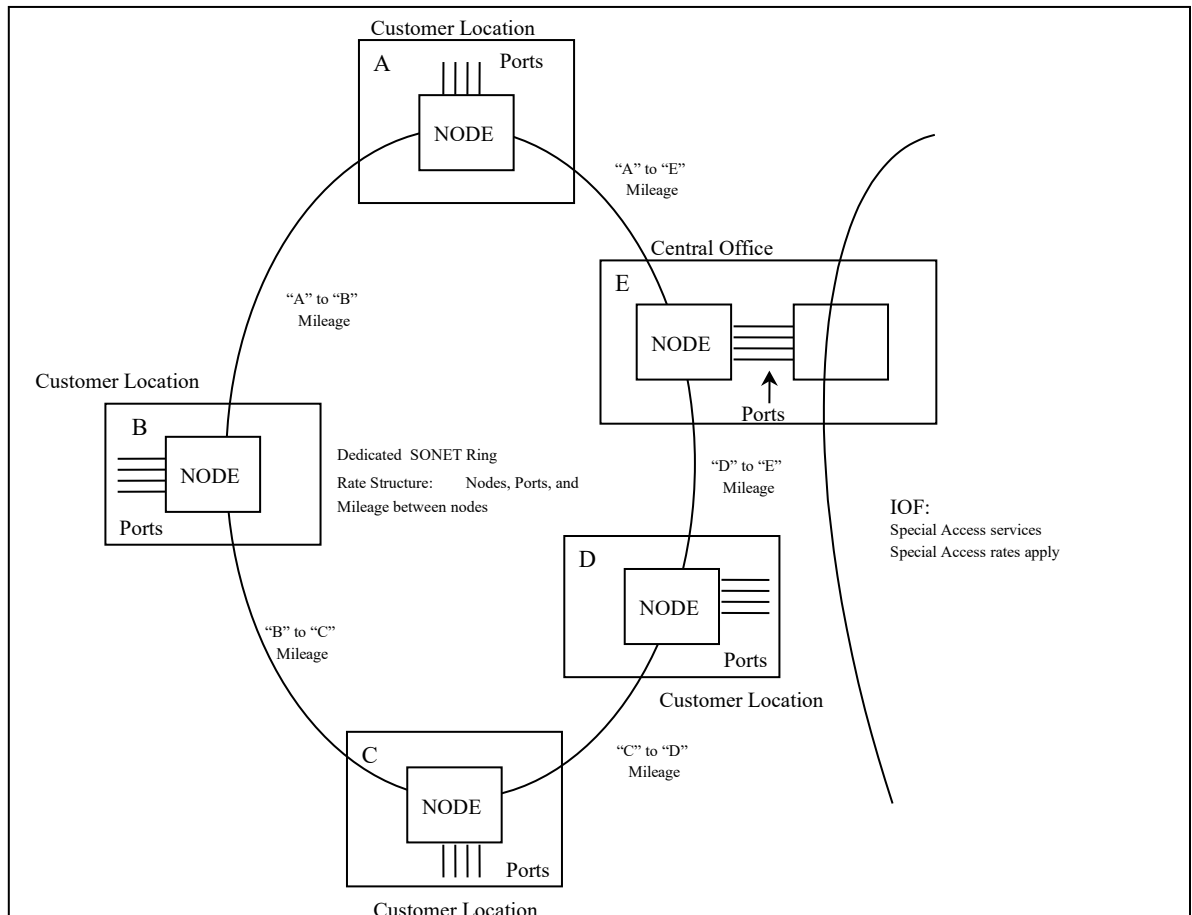 Customer Location
A
Ports
NODE
“A” to “E”
Mileage
Central Office
E
NODE
Ports
“A” to “B”
Mileage
Customer Location
B
NODE
Ports
Dedicated SONET Ring
Rate Structure: Nodes, Ports, and
Mileage between nodes
“D” to “E”
Mileage
IOF:
Special Access services
Special Access rates apply
D
NODE
Ports
Customer Location
“B” to “C”
Mileage
“C” to “D”
Mileage
C
NODE
Ports
Customer Location